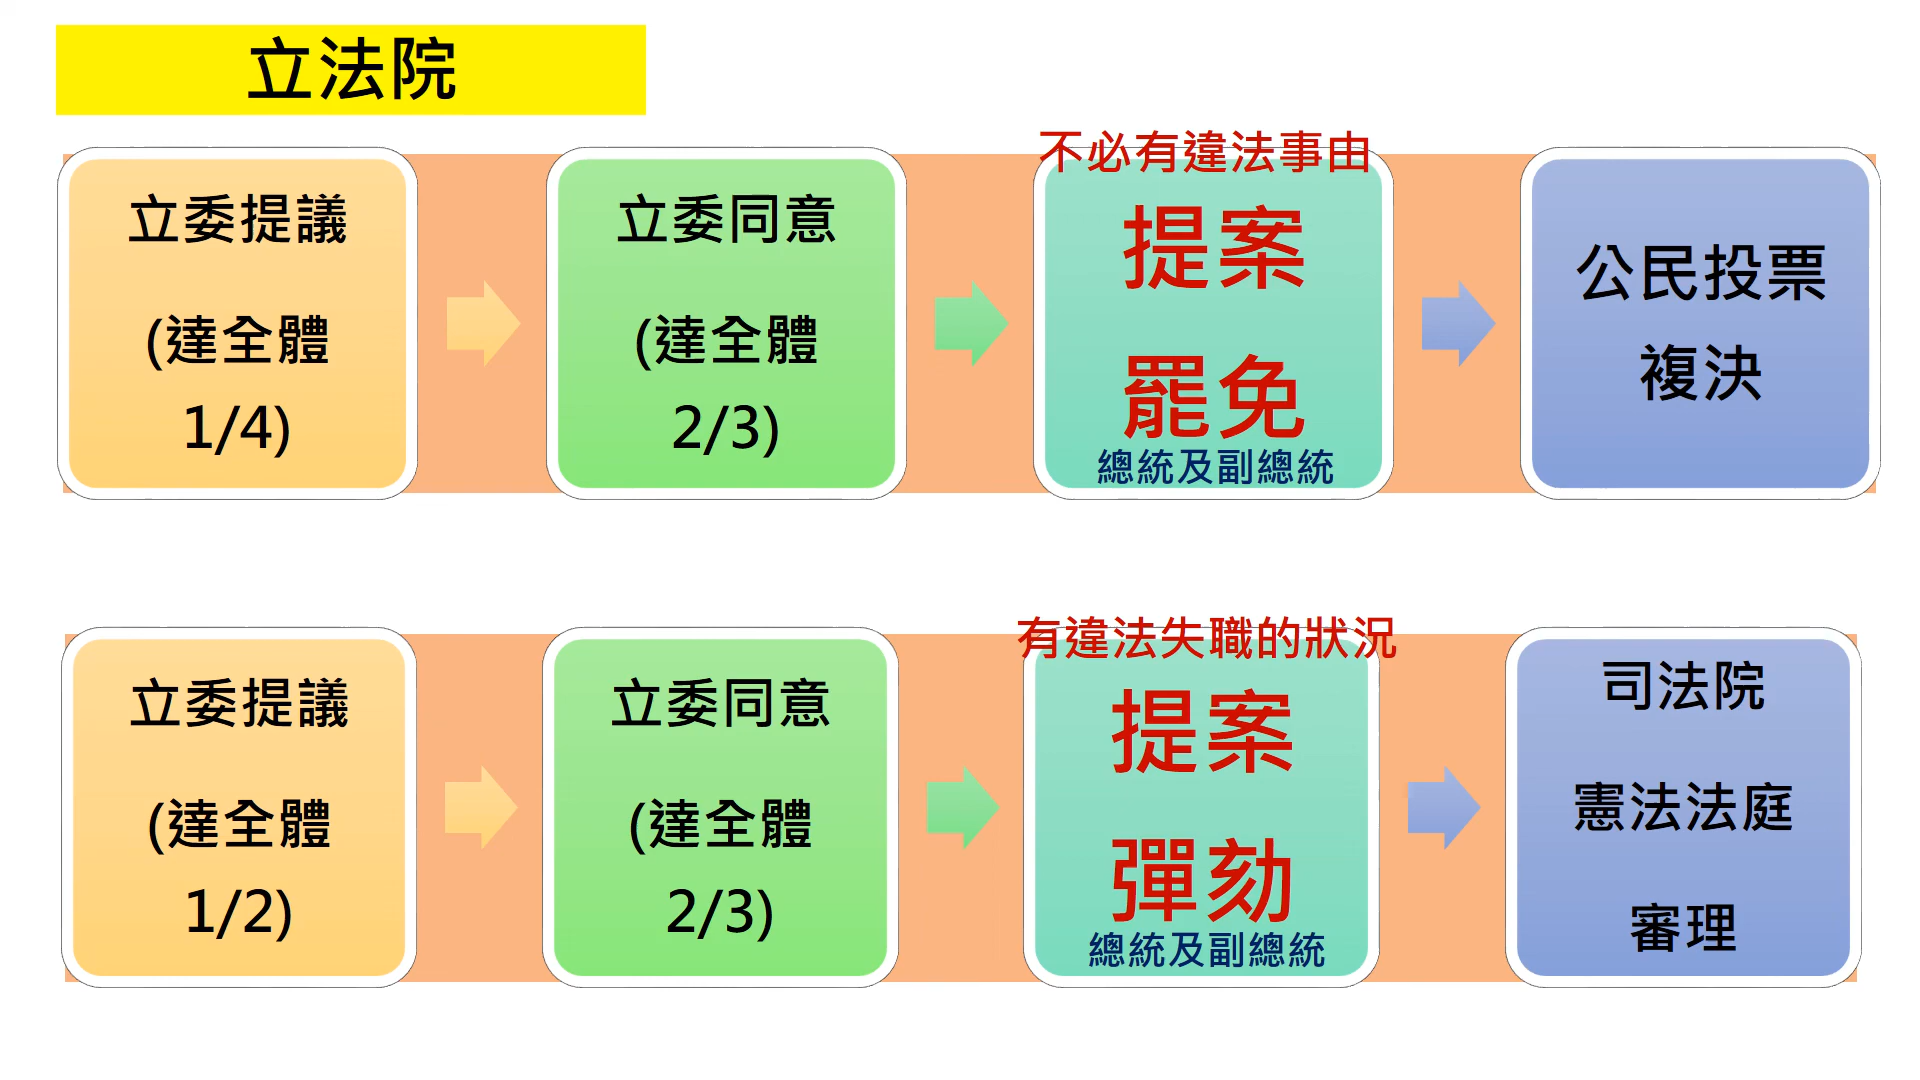 立法院
立委提議
(達全體
1/4)
立委同意
(達全體
2/3)
不必有違法事由
提案
罷免
總統及副總統
公民投票
複決
立委提議
(達全體
1/2)
立委同意
(達全體
2/3)
有違法失職的狀況
提案
彈劾
總統及副總統
司法院
憲法法庭
審理